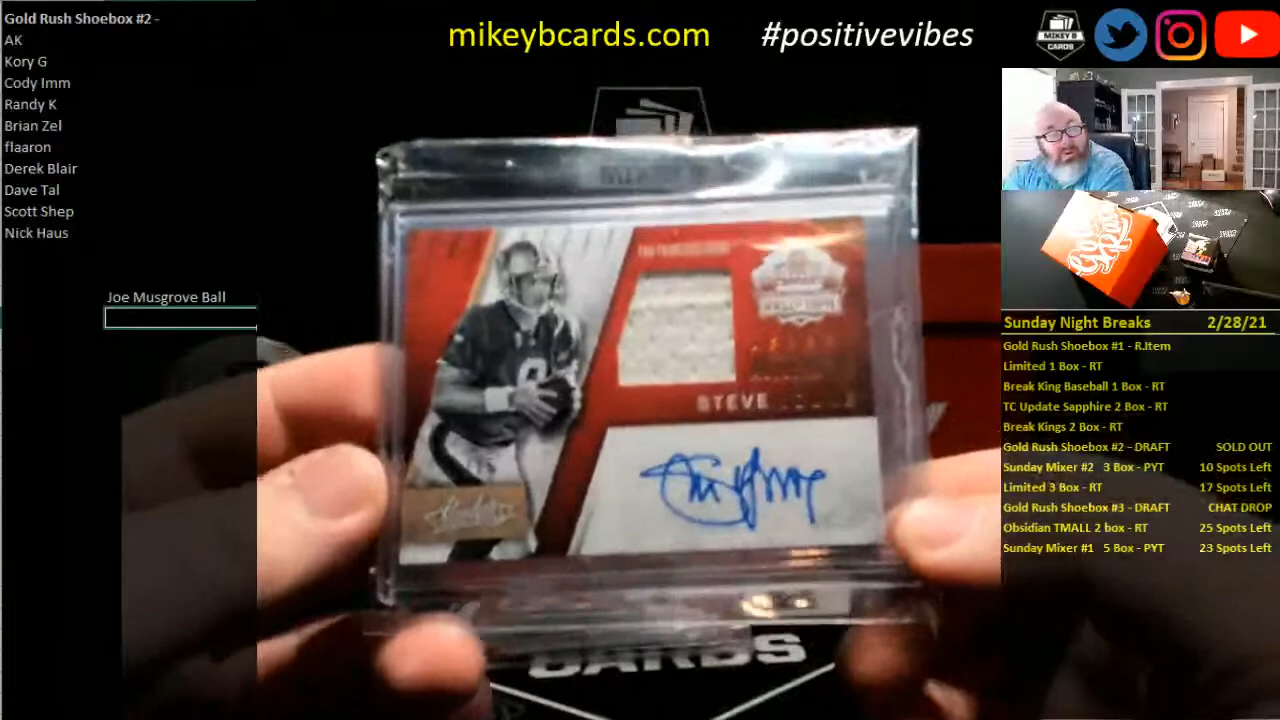 Gold Rush Shoebox #2 -
AK
Kory G
Cody Imm
Randy K
Brian Zel
flaaron
Derek Blair
Dave Tal
Scott Shep
Nick Haus
Joe Musgrove Ball
mikeybcards.com #positivevibes
MIKEY B
CARDS
STEVE
CARDS
Gold Rush
Sunday Night Breaks 2/28/21
Gold Rush Shoebox #1 - R.Item
Limited 1 Box - RT
Break King Baseball 1 Box - RT
TC Update Sapphire 2 Box - RT
Break Kings 2 Box - RT
Gold Rush Shoebox #2 - DRAFT SOLD OUT
Sunday Mixer #2 3 Box - PYT 10 Spots Left
Limited 3 Box - RT 17 Spots Left
Gold Rush Shoebox #3 - DRAFT CHAT DROP
Obsidian TMALL 2 box - RT 25 Spots Left
Sunday Mixer #1 5 Box - PYT 23 Spots Left